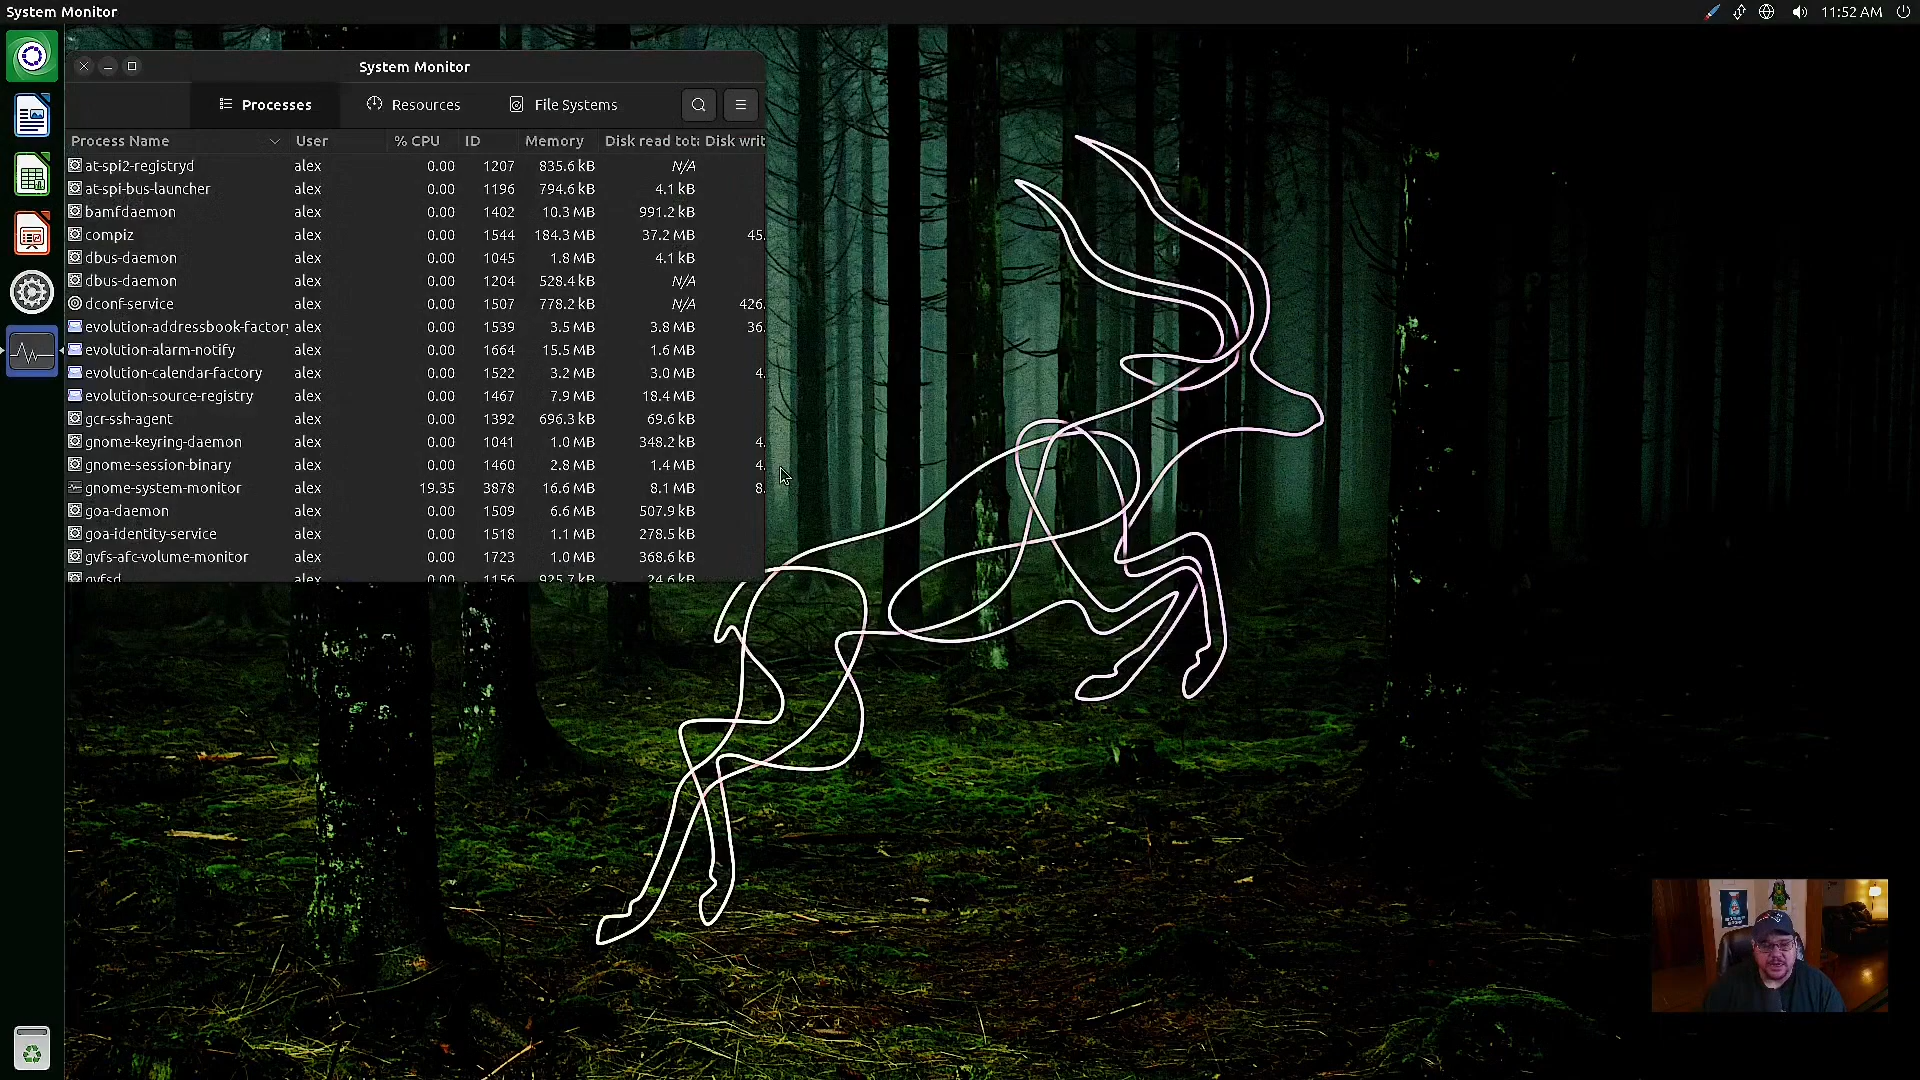 System Monitor 11:52 AM
System Monitor
Processes Resources File Systems
Process Name User % CPU ID Memory Disk read tot Disk writ
at-spi2-registryd alex 0.00 1207 835.6 kB N/A
at-spi-bus-launcher alex 0.00 1196 794.6 kB 4.1 kB
bamfdaemon alex 0.00 1402 10.3 MB 991.2 kB
compiz alex 0.00 1544 184.3 MB 37.2 MB 45.
dbus-daemon alex 0.00 1045 1.8 MB 4.1 kB
dbus-daemon alex 0.00 1204 528.4 kB N/A
dconf-service alex 0.00 1507 778.2 kB N/A 426.
evolution-addressbook-factory alex 0.00 1539 3.5 MB 3.8 MB 36.
evolution-alarm-notify alex 0.00 1664 15.5 MB 1.6 MB
evolution-calendar-factory alex 0.00 1522 3.2 MB 3.0 MB 4.
evolution-source-registry alex 0.00 1467 7.9 MB 18.4 MB
gcr-ssh-agent alex 0.00 1392 696.3 kB 69.6 kB
gnome-keyring-daemon alex 0.00 1041 1.0 MB 348.2 kB 4.
gnome-session-binary alex 0.00 1460 2.8 MB 1.4 MB 4.
gnome-system-monitor alex 19.35 3878 16.6 MB 8.1 MB 8.
goa-daemon alex 0.00 1509 6.6 MB 507.9 kB
goa-identity-service alex 0.00 1518 1.1 MB 278.5 kB
gvfs-afc-volume-monitor alex 0.00 1723 1.0 MB 368.6 kB
gvfsd alex 0.00 1156 925.7 kB 24.6 kB